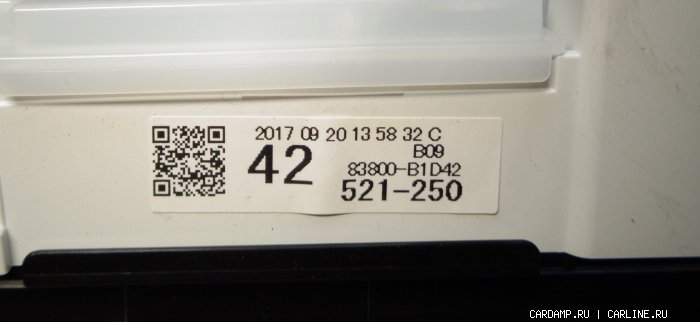 2017 09 20 13 58 32 C
B09
42
83800-B1D42
521-250
CARDAMP.RU | CARLINE.RU